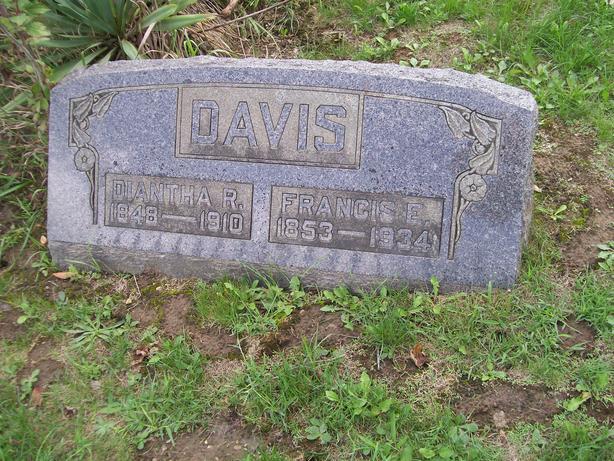 DAVIS
DIANTHA R.
1848—1910
FRANCIS E.
1853—1934